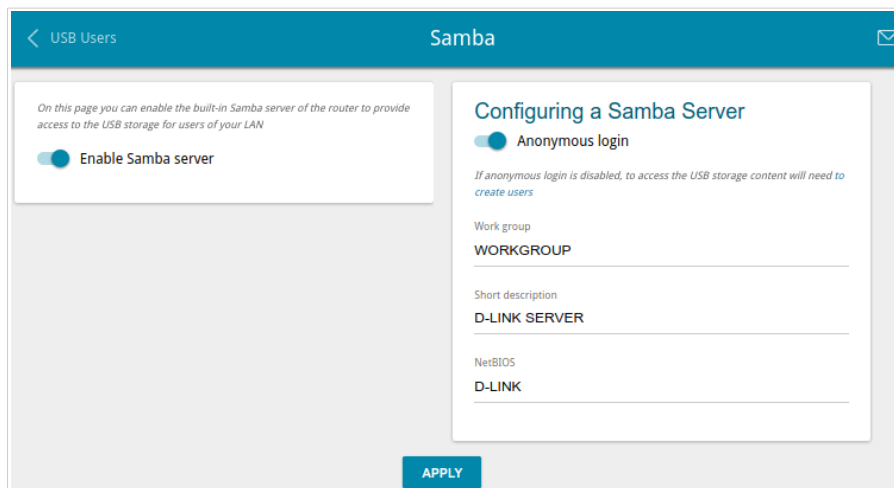 USB Users
Samba
On this page you can enable the built-in Samba server of the router to provide
access to the USB storage for users of your LAN
Enable Samba server
Configuring a Samba Server
Anonymous login
If anonymous login is disabled, to access the USB storage content will need to
create users
Work group
WORKGROUP
Short description
D-LINK SERVER
NetBIOS
D-LINK
APPLY